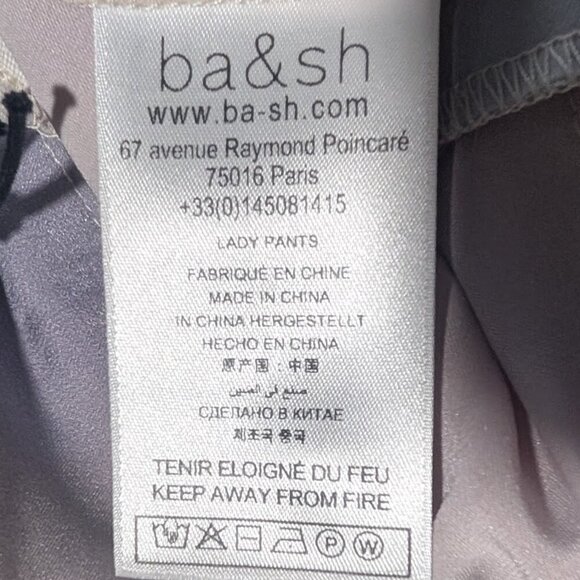 ba&sh
www.ba-sh.com
67 avenue Raymond Poincaré
75016 Paris
+33(0)145081415
LADY PANTS
FABRIQUÉ EN CHINE
MADE IN CHINA
IN CHINA HERGESTELLT
HECHO EN CHINA
原产国：中国
صنع في الصين
СДЕЛАНО В КИТАЕ
제조국 중국
TENIR ELOIGNÉ DU FEU
KEEP AWAY FROM FIRE
P W